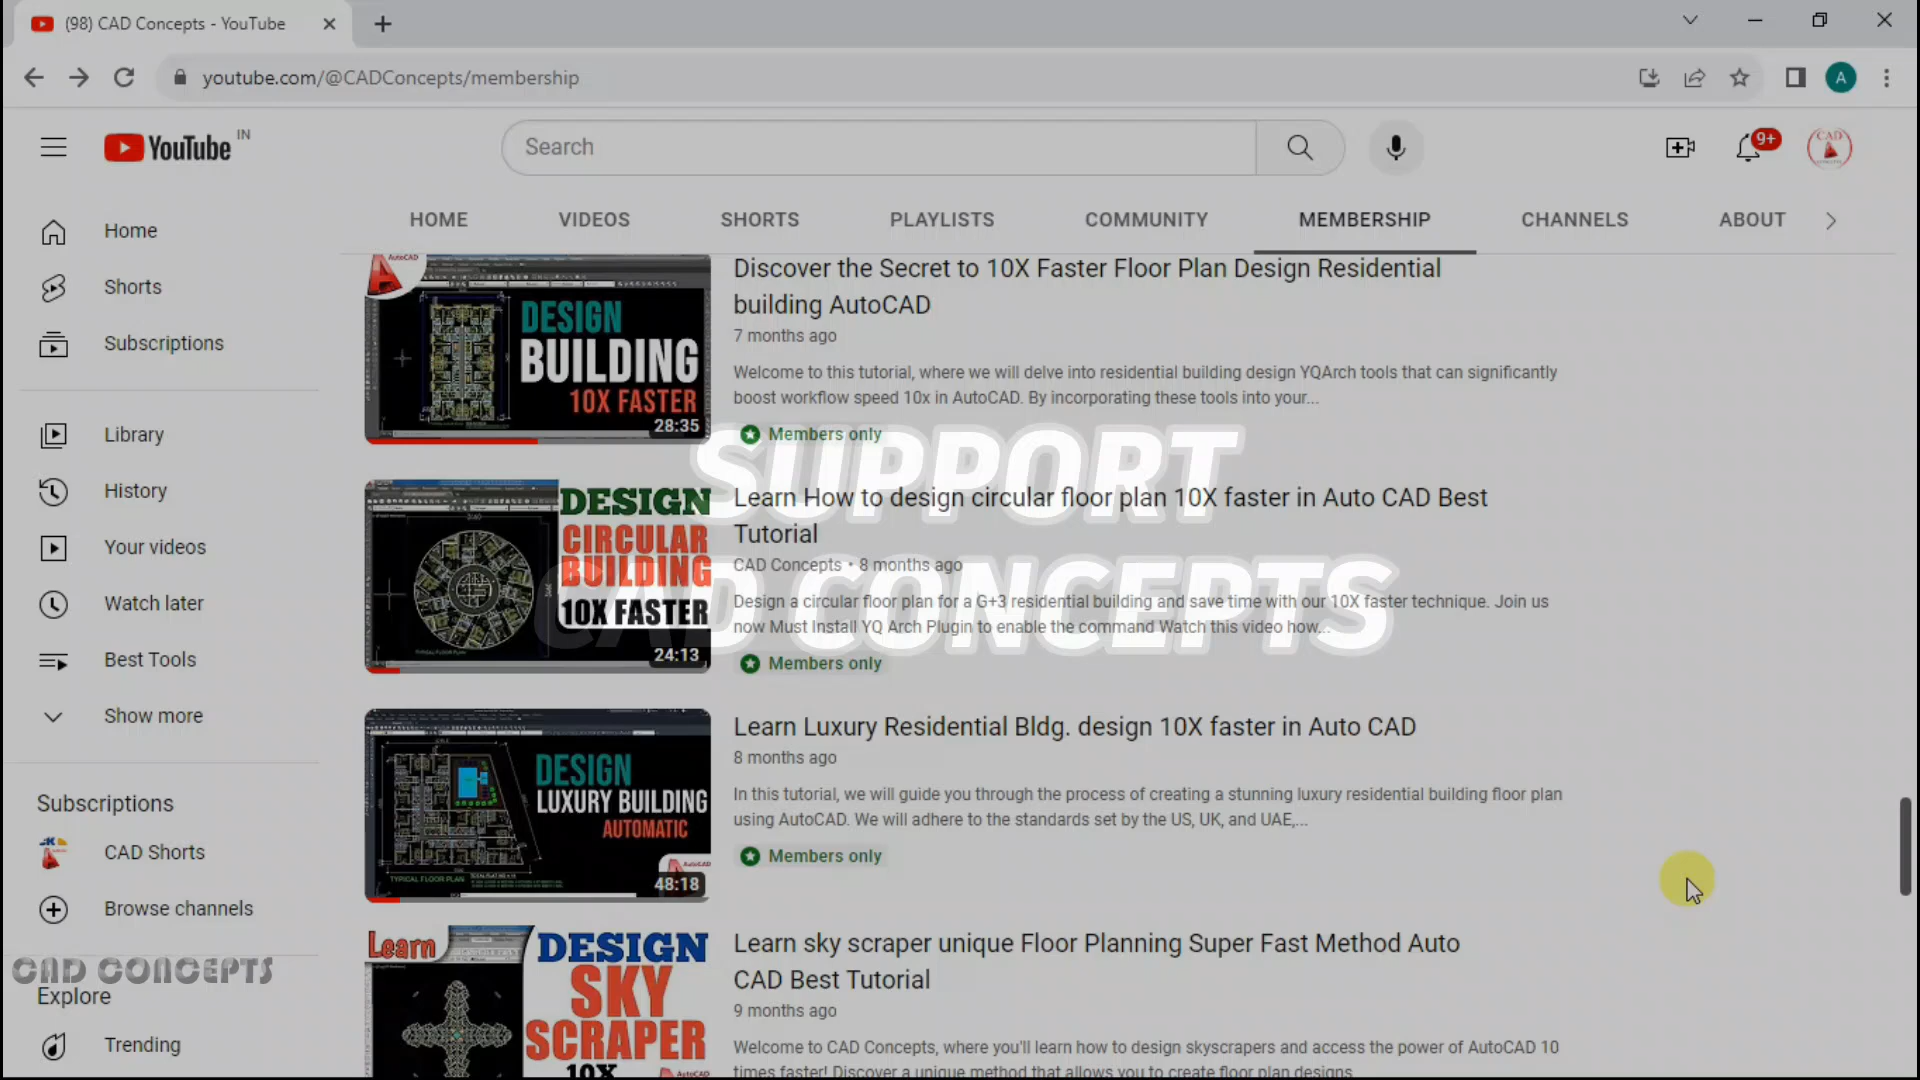 (98) CAD Concepts - YouTube
youtube.com/@CADConcepts/membership
A
YouTube IN
Search
9+
CAD
HOME VIDEOS SHORTS PLAYLISTS COMMUNITY MEMBERSHIP CHANNELS ABOUT
Home
Shorts
Subscriptions
Library
History
Your videos
Watch later
Best Tools
Show more
Subscriptions
CAD Shorts
Browse channels
CAD CONCEPTS
Explore
Trending
AutoCAD
DESIGN
BUILDING
10X FASTER
28:35
Discover the Secret to 10X Faster Floor Plan Design Residential
building AutoCAD
7 months ago
Welcome to this tutorial, where we will delve into residential building design YQArch tools that can significantly
boost workflow speed 10x in AutoCAD. By incorporating these tools into your...
Members only
SUPPORT
CAD CONCEPTS
DESIGN
CIRCULAR
BUILDING
10X FASTER
24:13
Learn How to design circular floor plan 10X faster in Auto CAD Best
Tutorial
CAD Concepts • 8 months ago
Design a circular floor plan for a G+3 residential building and save time with our 10X faster technique. Join us
now Must Install YQ Arch Plugin to enable the command Watch this video how...
Members only
DESIGN
LUXURY BUILDING
AUTOMATIC
TYPICAL FLOOR PLAN
48:18
Learn Luxury Residential Bldg. design 10X faster in Auto CAD
8 months ago
In this tutorial, we will guide you through the process of creating a stunning luxury residential building floor plan
using AutoCAD. We will adhere to the standards set by the US, UK, and UAE,...
Members only
Learn
DESIGN
SKY
SCRAPER
10X
AutoCAD
Learn sky scraper unique Floor Planning Super Fast Method Auto
CAD Best Tutorial
9 months ago
Welcome to CAD Concepts, where you'll learn how to design skyscrapers and access the power of AutoCAD 10
times faster! Discover a unique method that allows you to create floor plan designs